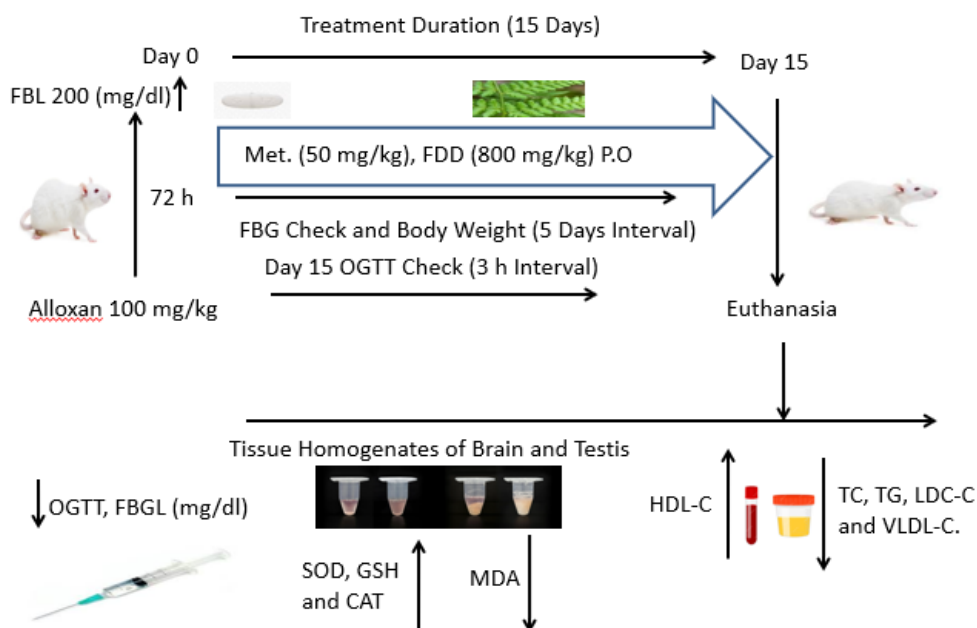 Treatment Duration (15 Days)
Day 0
Day 15
FBL 200 (mg/dl)
Met. (50 mg/kg), FDD (800 mg/kg) P.O
72 h
FBG Check and Body Weight (5 Days Interval)
Day 15 OGTT Check (3 h Interval)
Alloxan 100 mg/kg
Euthanasia
Tissue Homogenates of Brain and Testis
OGTT, FBGL (mg/dl)
HDL-C
TC, TG, LDC-C
and VLDL-C.
SOD, GSH
and CAT
MDA